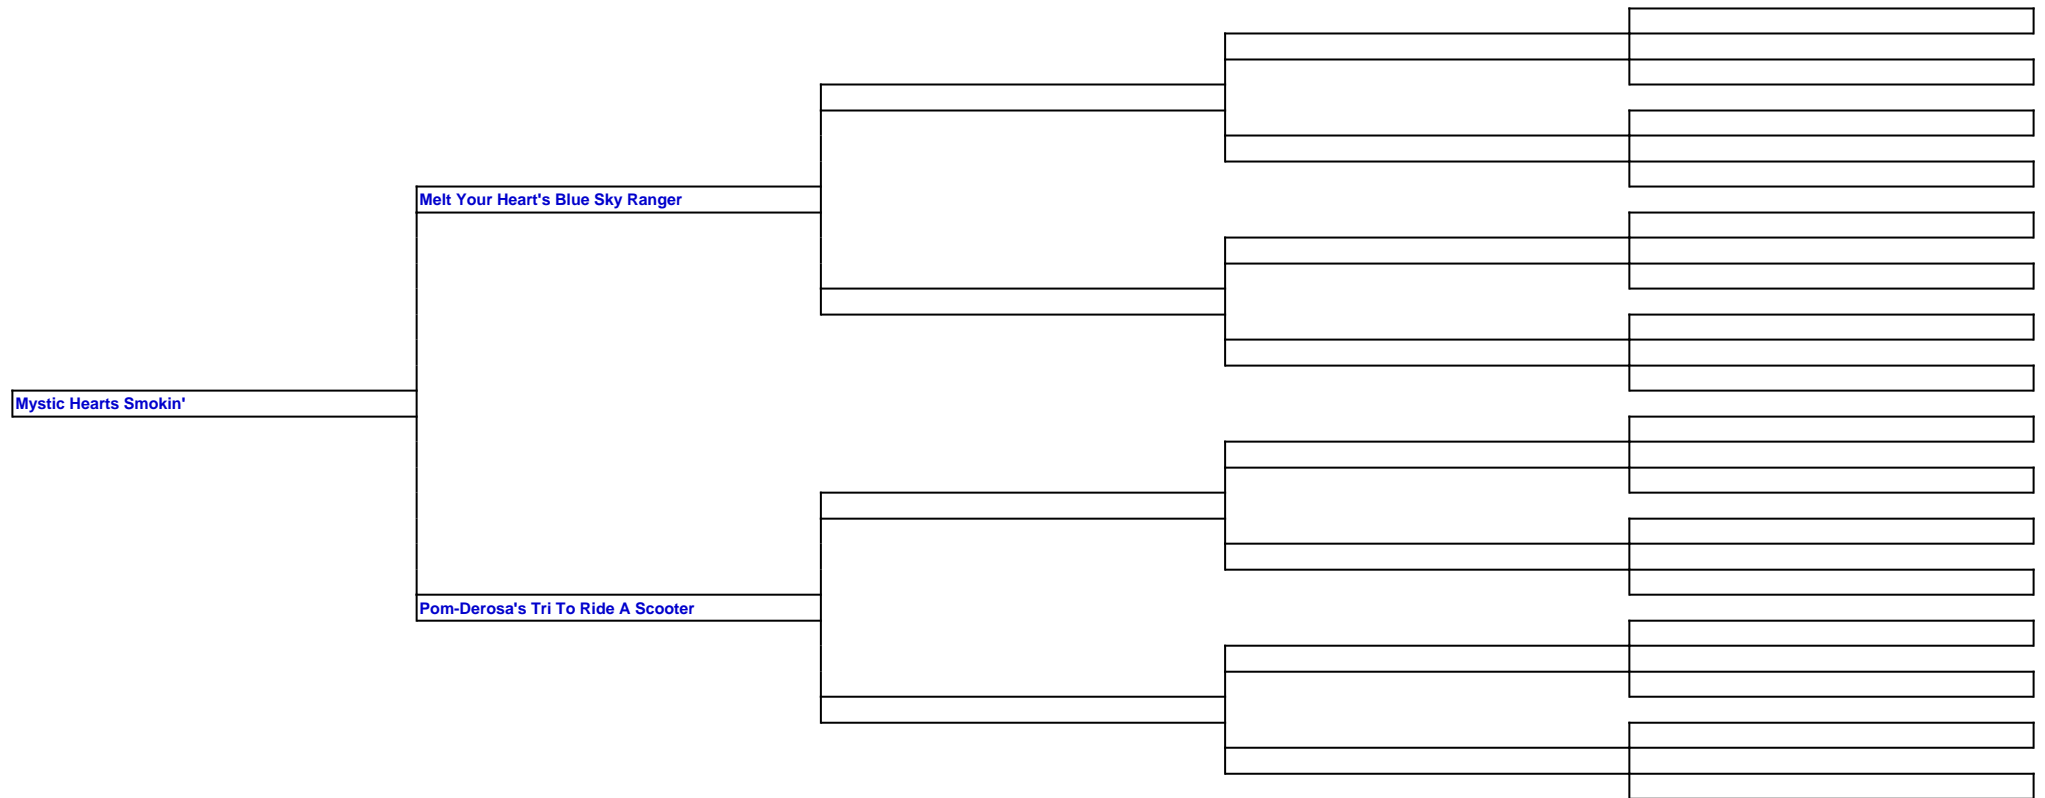 Melt Your Heart's Blue Sky Ranger
Mystic Hearts Smokin'
Pom-Derosa's Tri To Ride A Scooter